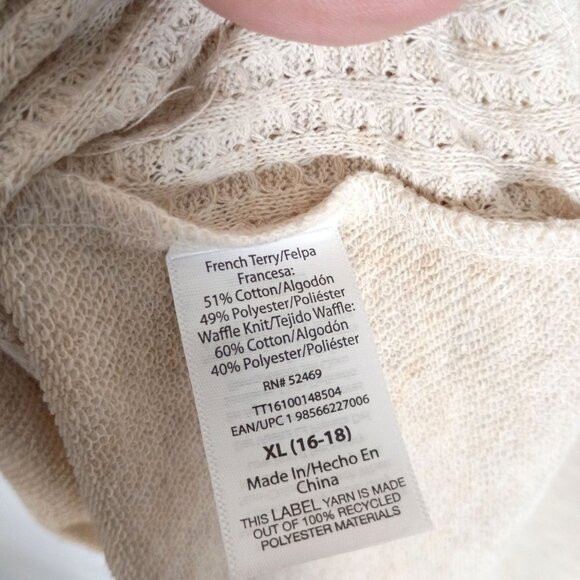 French Terry/Felpa
Francesa:
51% Cotton/Algodón
49% Polyester/Poliéster
Waffle Knit/Tejido Waffle:
60% Cotton/Algodón
40% Polyester/Poliéster
RN# 52469
TT16100148504
EAN/UPC 1 98566227006
XL (16-18)
Made In/Hecho En
China
THIS LABEL YARN IS MADE
OUT OF 100% RECYCLED
POLYESTER MATERIALS